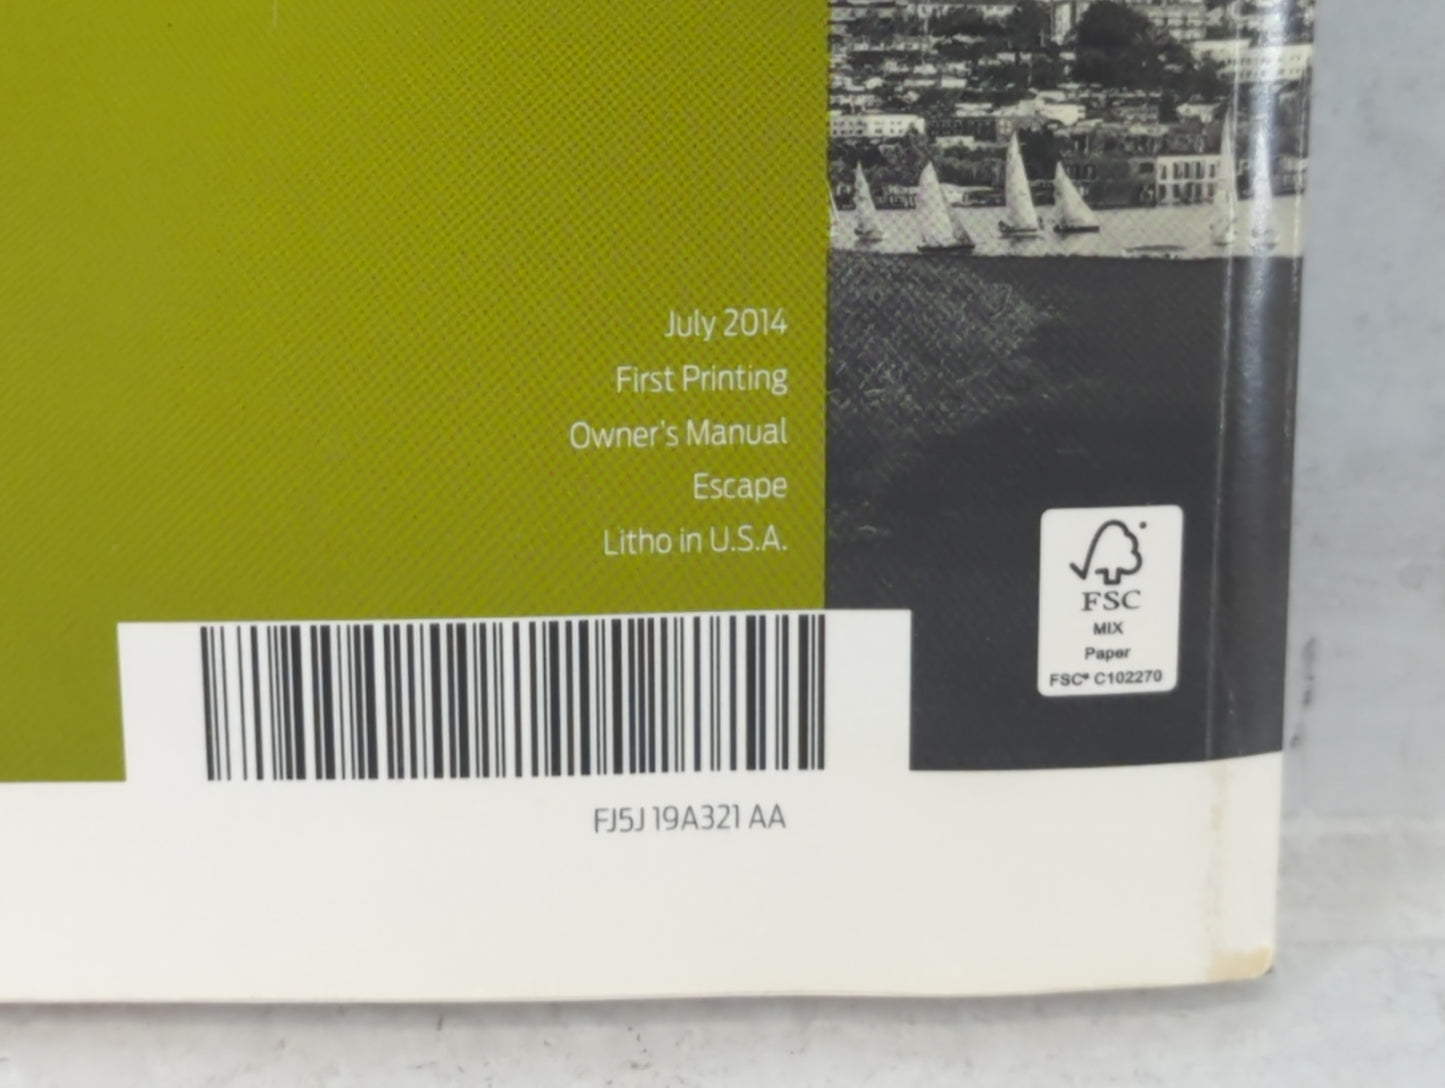 July 2014
First Printing
Owner's Manual
Escape
Litho in U.S.A.
FSC
MIX
Paper
FSC® C102270
FJ5J 19A321 AA